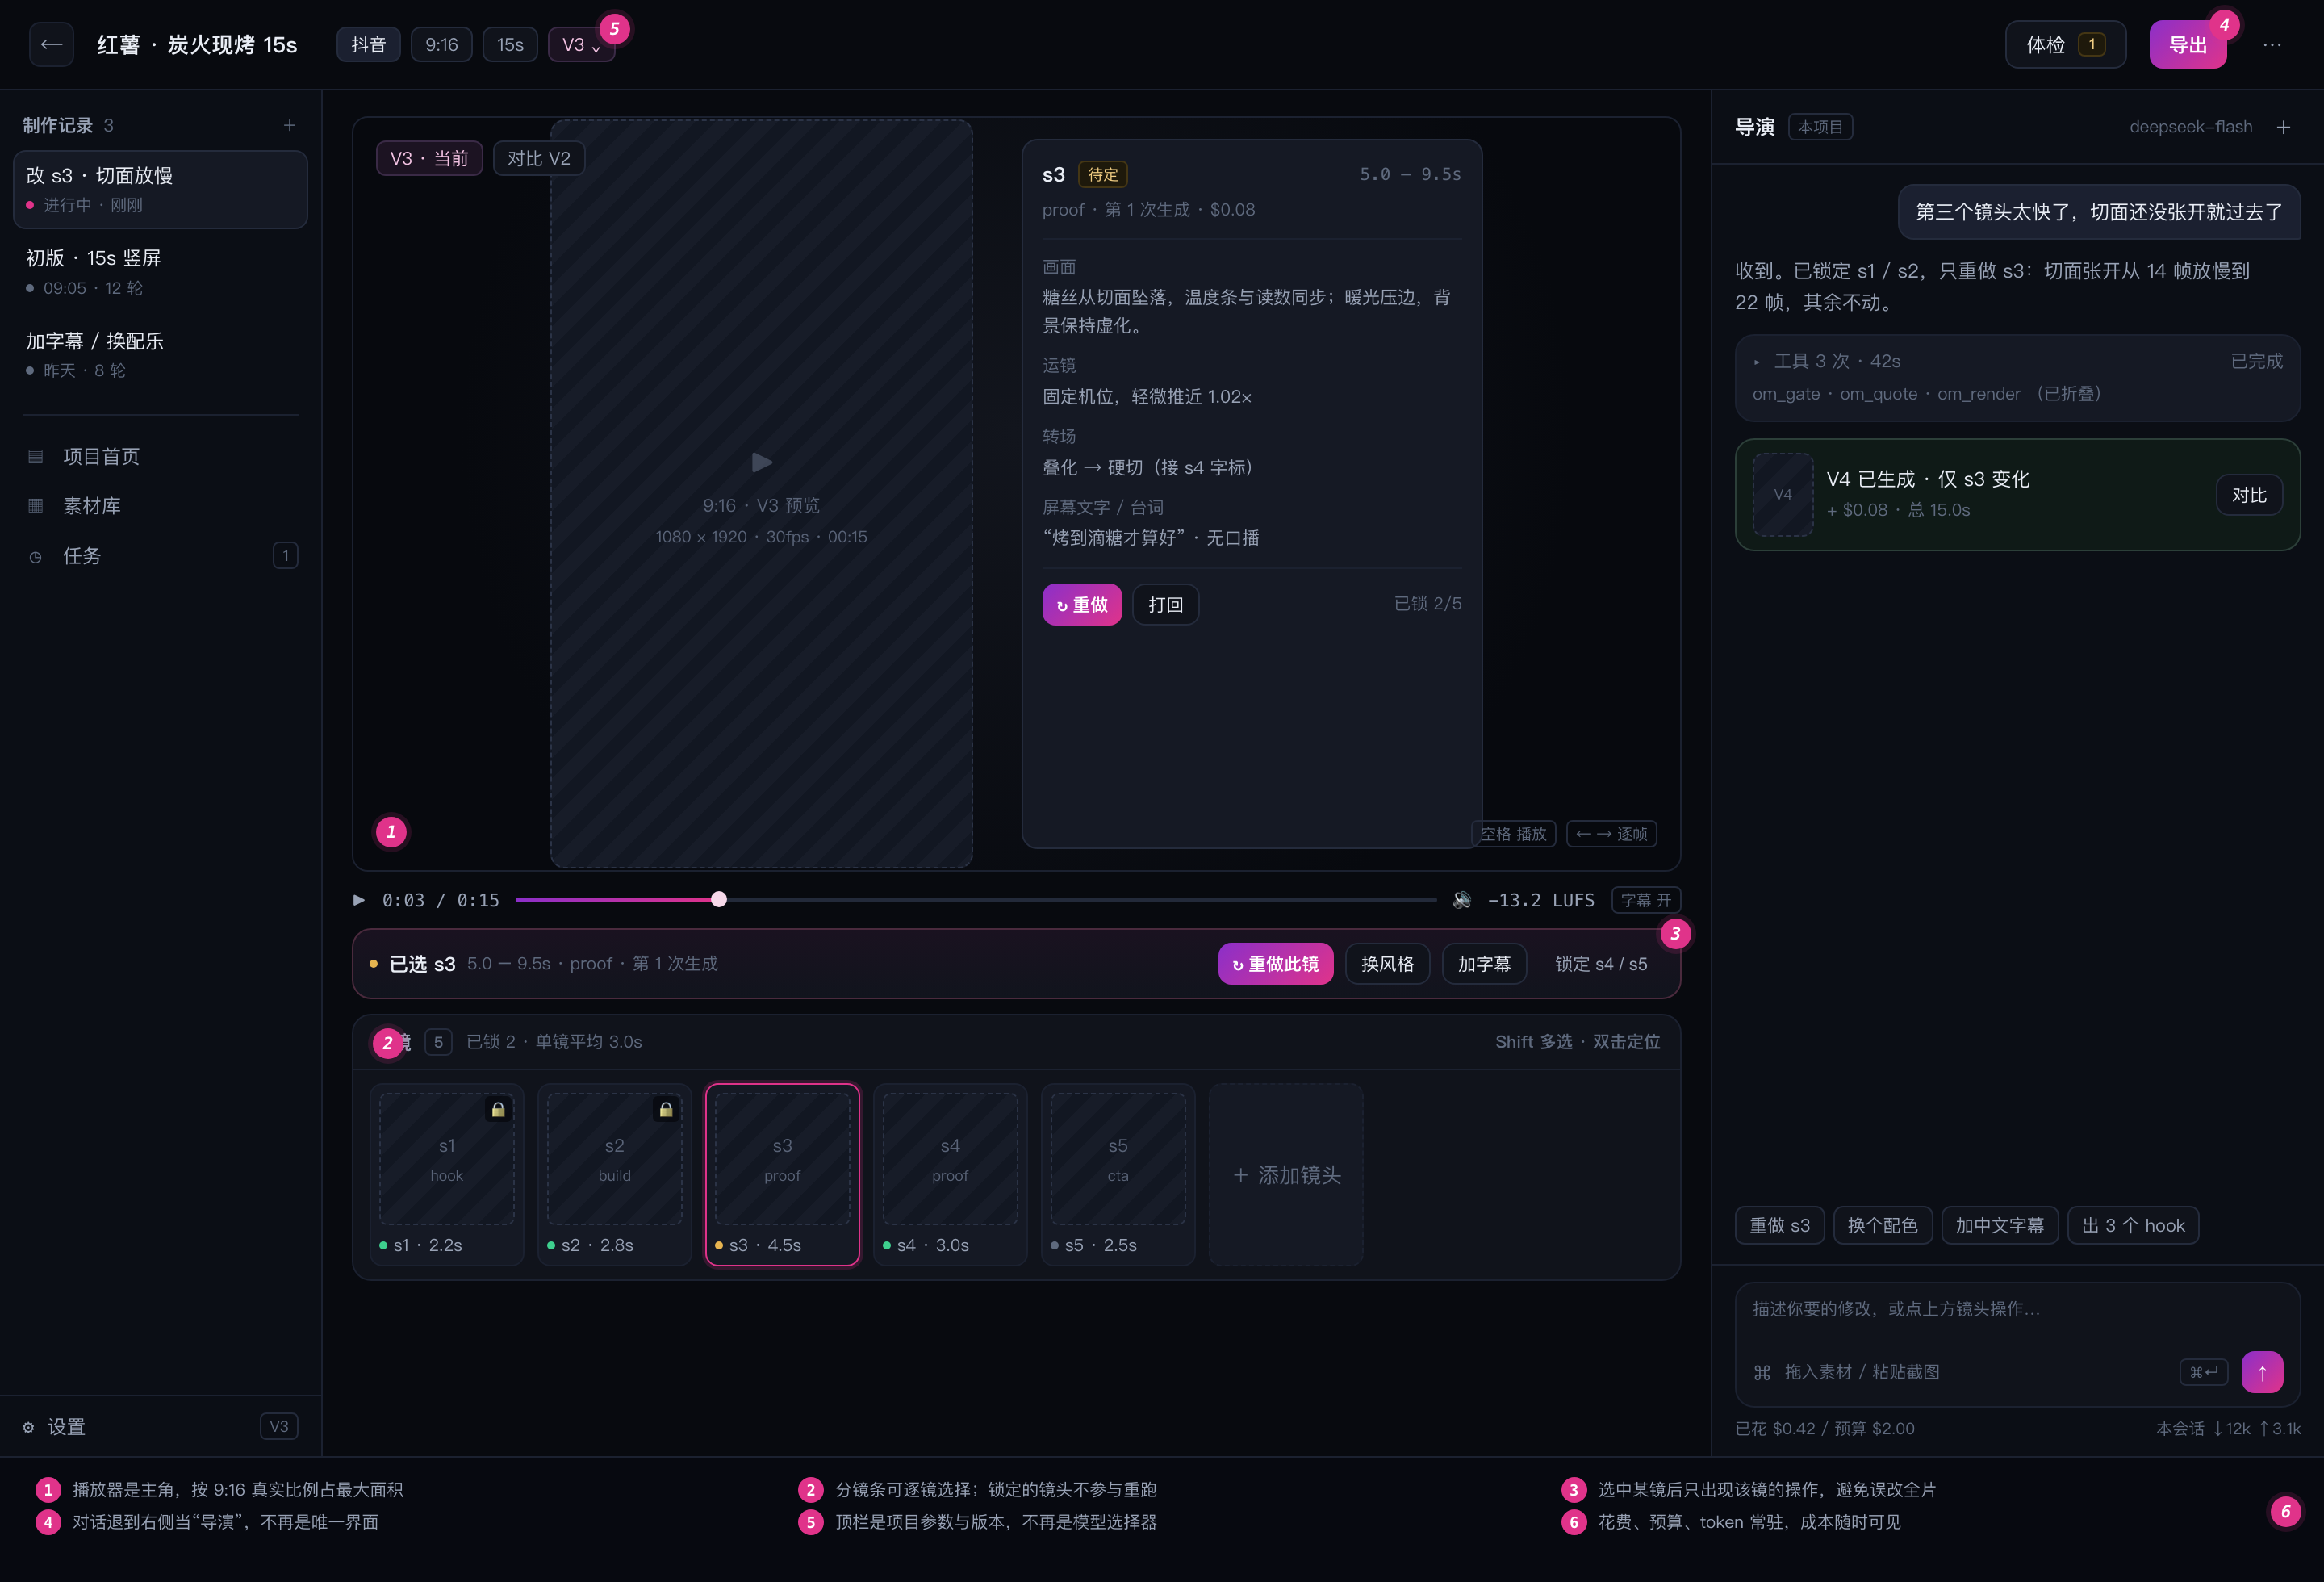 ← 红薯 · 炭火现烤 15s 抖音 9:16 15s V3 ⌄ 5
体检 1 导出 4 ···
制作记录 3 +
改 s3 · 切面放慢
进行中 · 刚刚
初版 · 15s 竖屏
09:05 · 12 轮
加字幕 / 换配乐
昨天 · 8 轮
项目首页
素材库
任务 1
设置 V3
V3 · 当前 对比 V2
9:16 · V3 预览
1080 × 1920 · 30fps · 00:15
1
s3 待定 5.0 – 9.5s
proof · 第 1 次生成 · $0.08
画面
糖丝从切面坠落，温度条与读数同步；暖光压边，背
景保持虚化。
运镜
固定机位，轻微推近 1.02×
转场
叠化 → 硬切（接 s4 字标）
屏幕文字 / 台词
“烤到滴糖才算好” · 无口播
↻ 重做 打回 已锁 2/5
空格 播放 ← → 逐帧
0:03 / 0:15 -13.2 LUFS 字幕 开
3
已选 s3 5.0 – 9.5s · proof · 第 1 次生成 ↻ 重做此镜 换风格 加字幕 锁定 s4 / s5
2 镜 5 已锁 2 · 单镜平均 3.0s Shift 多选 · 双击定位
s1
hook
s1 · 2.2s
s2
build
s2 · 2.8s
s3
proof
s3 · 4.5s
s4
proof
s4 · 3.0s
s5
cta
s5 · 2.5s
+ 添加镜头
导演 本项目 deepseek-flash +
第三个镜头太快了，切面还没张开就过去了
收到。已锁定 s1 / s2，只重做 s3：切面张开从 14 帧放慢到
22 帧，其余不动。
▸ 工具 3 次 · 42s 已完成
om_gate · om_quote · om_render （已折叠）
V4
V4 已生成 · 仅 s3 变化
+ $0.08 · 总 15.0s
对比
重做 s3 换个配色 加中文字幕 出 3 个 hook
描述你要的修改，或点上方镜头操作…
⌘ 拖入素材 / 粘贴截图 ⌘↵ ↑
已花 $0.42 / 预算 $2.00 本会话 ↓12k ↑3.1k
1 播放器是主角，按 9:16 真实比例占最大面积
2 分镜条可逐镜选择；锁定的镜头不参与重跑
3 选中某镜后只出现该镜的操作，避免误改全片
4 对话退到右侧当“导演”，不再是唯一界面
5 顶栏是项目参数与版本，不再是模型选择器
6 花费、预算、token 常驻，成本随时可见
6